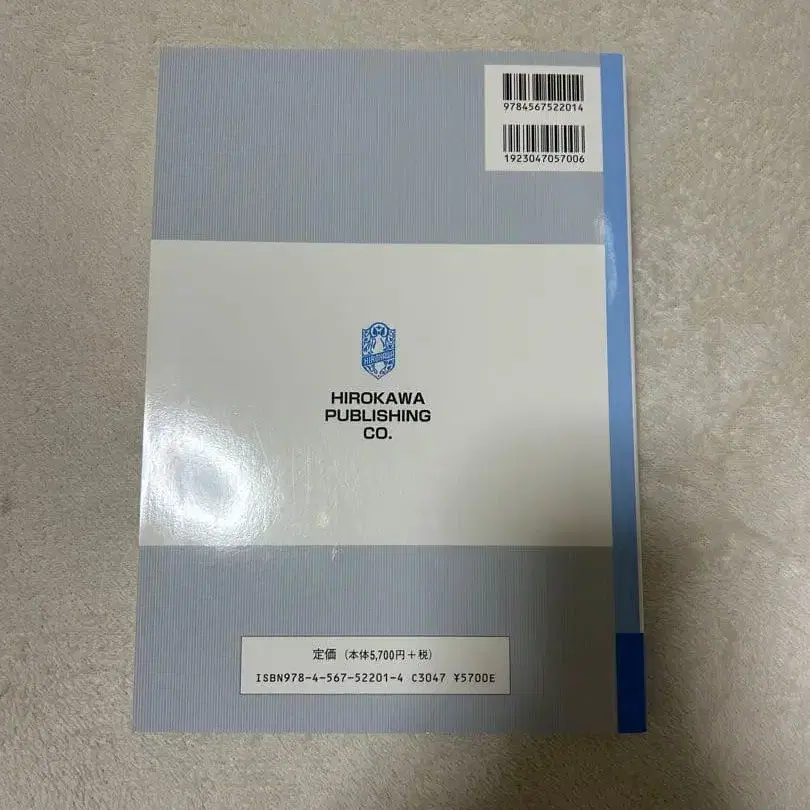 9784567522014
1923047057006
HIROKAWA
HIROKAWA
PUBLISHING
CO.
定価（本体5,700円＋税）
ISBN978-4-567-52201-4 C3047 ¥5700E